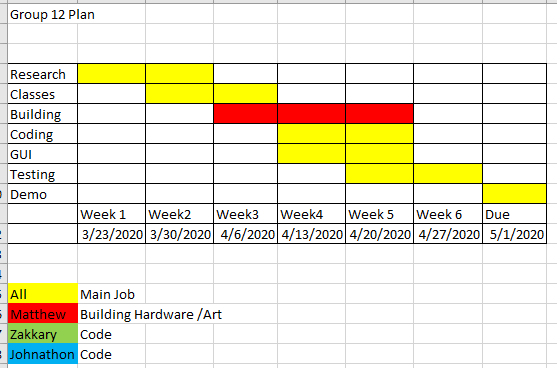 Group 12 Plan
Research
Classes
Building
Coding
GUI
Testing
Demo
Week 1 Week2 Week3 Week4 Week 5 Week 6 Due
3/23/2020 3/30/2020 4/6/2020 4/13/2020 4/20/2020 4/27/2020 5/1/2020
All Main Job
Matthew Building Hardware /Art
Zakkary Code
Johnathon Code